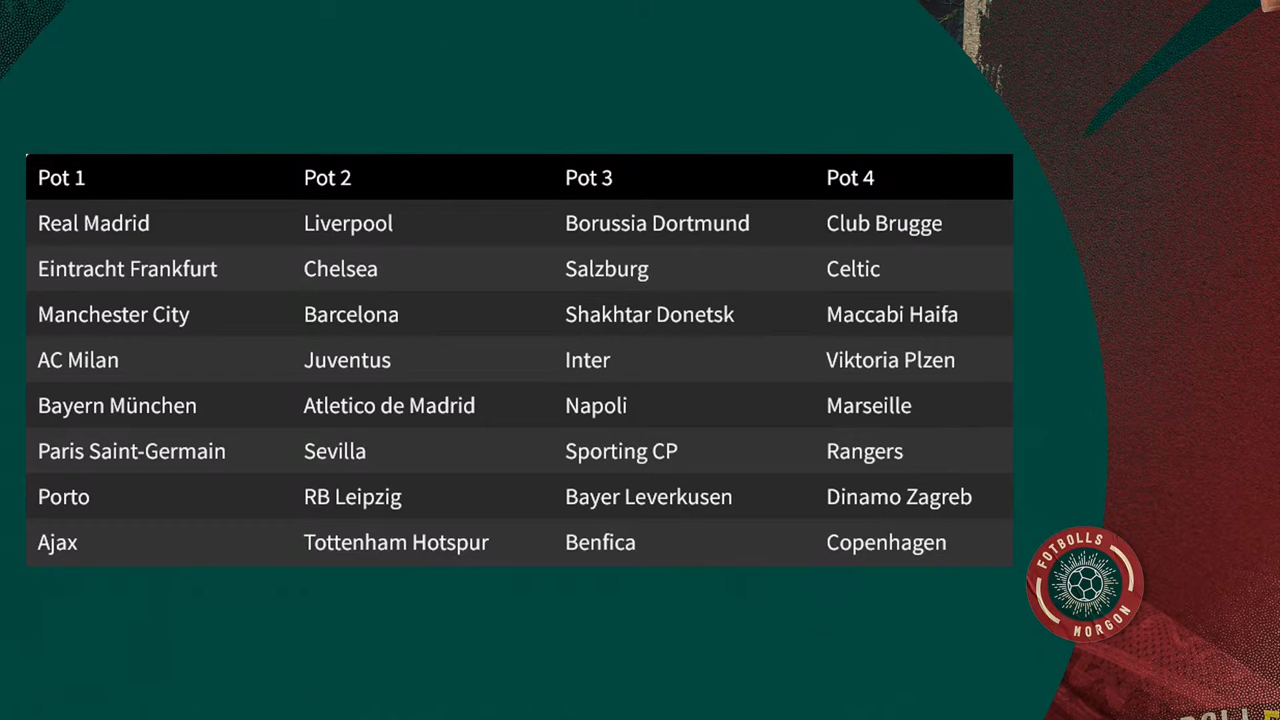 Pot 1 Pot 2 Pot 3 Pot 4
Real Madrid Liverpool Borussia Dortmund Club Brugge
Eintracht Frankfurt Chelsea Salzburg Celtic
Manchester City Barcelona Shakhtar Donetsk Maccabi Haifa
AC Milan Juventus Inter Viktoria Plzen
Bayern München Atletico de Madrid Napoli Marseille
Paris Saint-Germain Sevilla Sporting CP Rangers
Porto RB Leipzig Bayer Leverkusen Dinamo Zagreb
Ajax Tottenham Hotspur Benfica Copenhagen
FOTBOLLS
MORGON